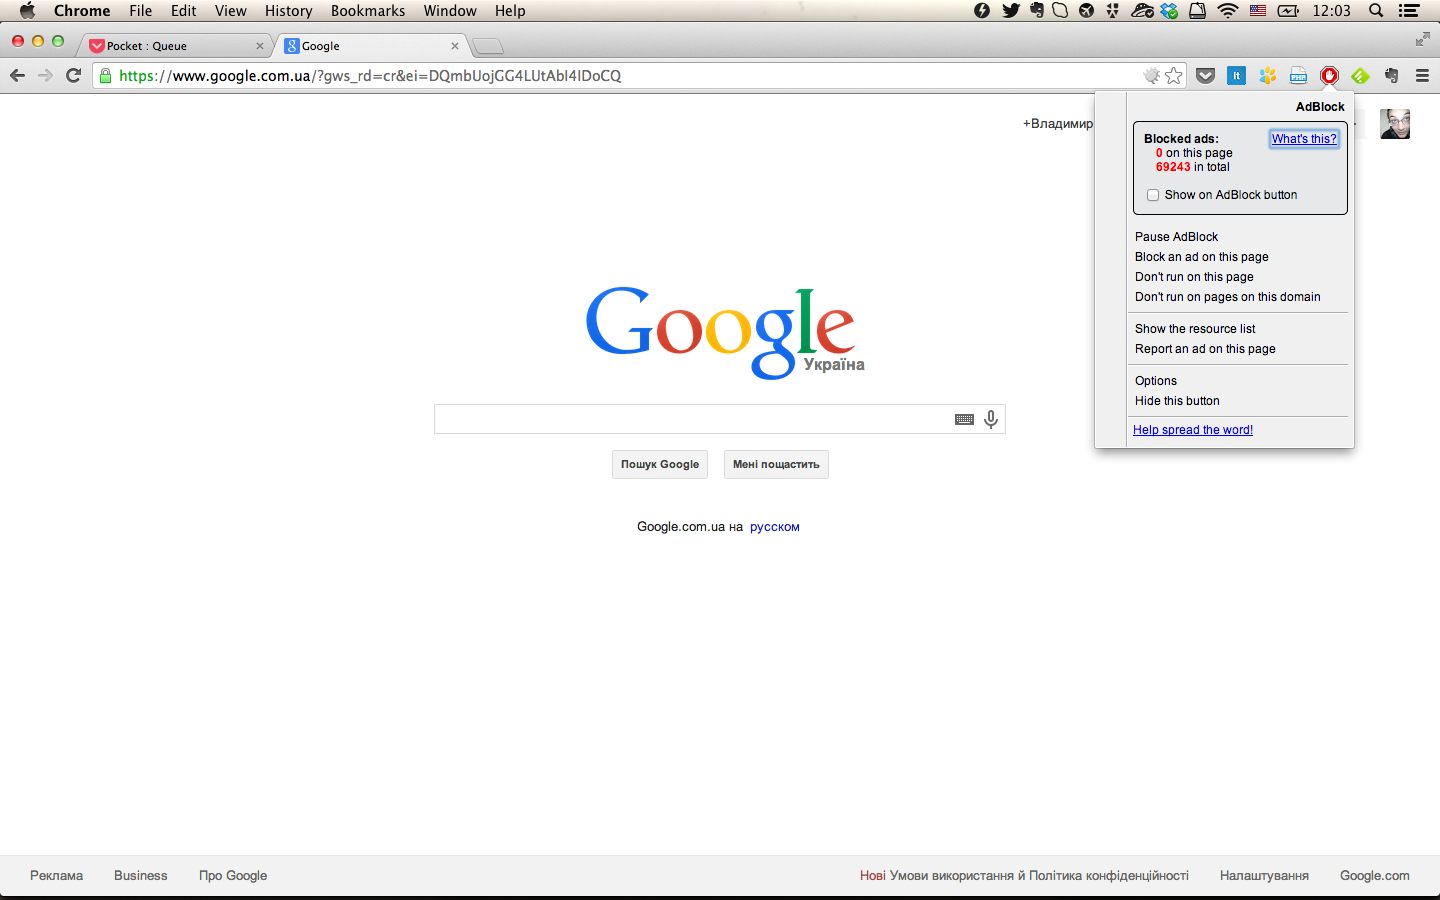 Chrome File Edit View History Bookmarks Window Help 12:03
Pocket : Queue Google
https://www.google.com.ua/?gws_rd=cr&ei=DQmbUojGG4LUtAbI4IDoCQ
+Владимир
AdBlock
Blocked ads: What's this?
0 on this page
69243 in total
Show on AdBlock button
Pause AdBlock
Block an ad on this page
Don't run on this page
Don't run on pages on this domain
Show the resource list
Report an ad on this page
Options
Hide this button
Help spread the word!
Google
Україна
Пошук Google Мені пощастить
Google.com.ua на русском
Реклама Business Про Google Нові Умови використання й Політика конфіденційності Налаштування Google.com